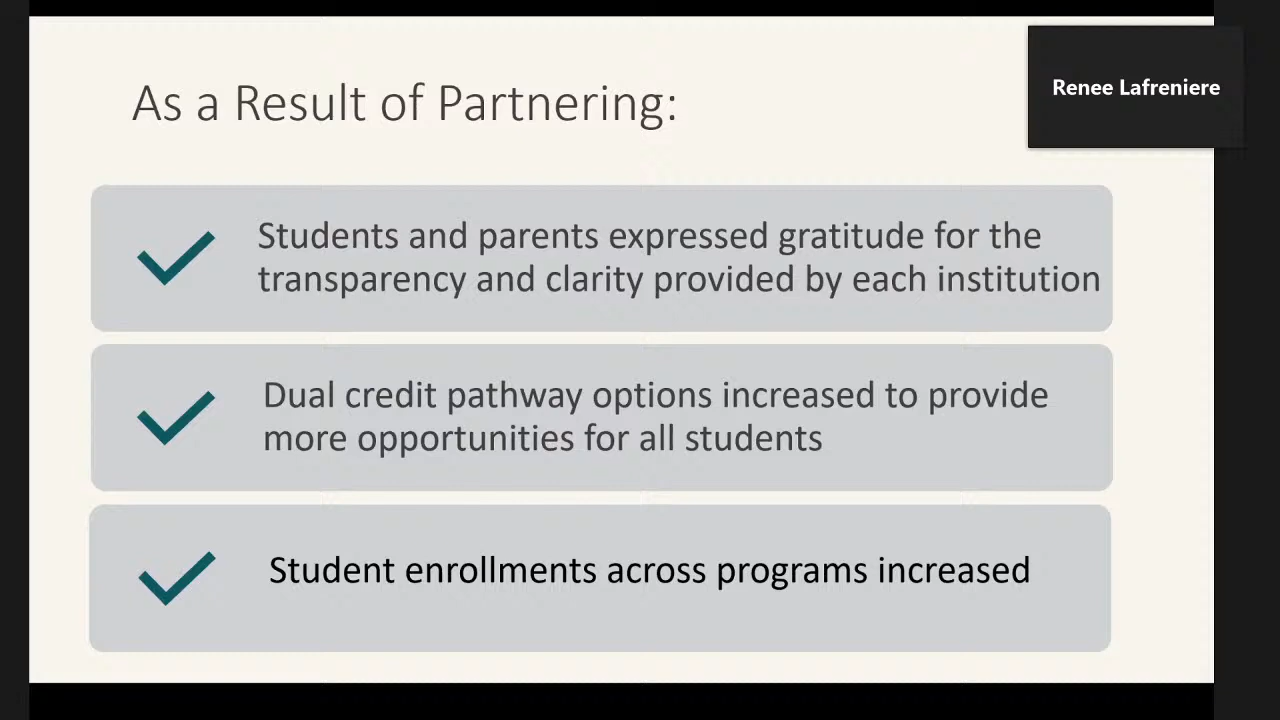 As a Result of Partnering:
Renee Lafreniere
Students and parents expressed gratitude for the
transparency and clarity provided by each institution
Dual credit pathway options increased to provide
more opportunities for all students
Student enrollments across programs increased